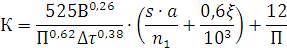 К = 525В^0,26 / П^0,62 Δτ^0,38 · (s · a / n₁ + 0,6ξ / 10³) + 12 / П